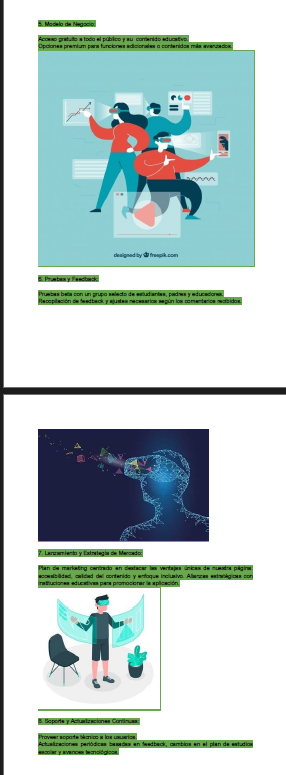 5. Modelo de Negocio:
Acceso gratuito a todo el público y su contenido educativo.
Opciones premium para funciones adicionales o contenidos más avanzados.
designed by freepik.com
6. Pruebas y Feedback:
Pruebas beta con un grupo selecto de estudiantes, padres y educadores.
Recopilación de feedback y ajustes necesarios según los comentarios recibidos.
7. Lanzamiento y Estrategia de Mercado:
Plan de marketing centrado en destacar las ventajas únicas de nuestra página:
accesibilidad, calidad del contenido y enfoque inclusivo. Alianzas estratégicas con
instituciones educativas para promocionar la aplicación.
8. Soporte y Actualizaciones Continuas:
Proveer soporte técnico a los usuarios.
Actualizaciones periódicas basadas en feedback, cambios en el plan de estudios
escolar y avances tecnológicos.